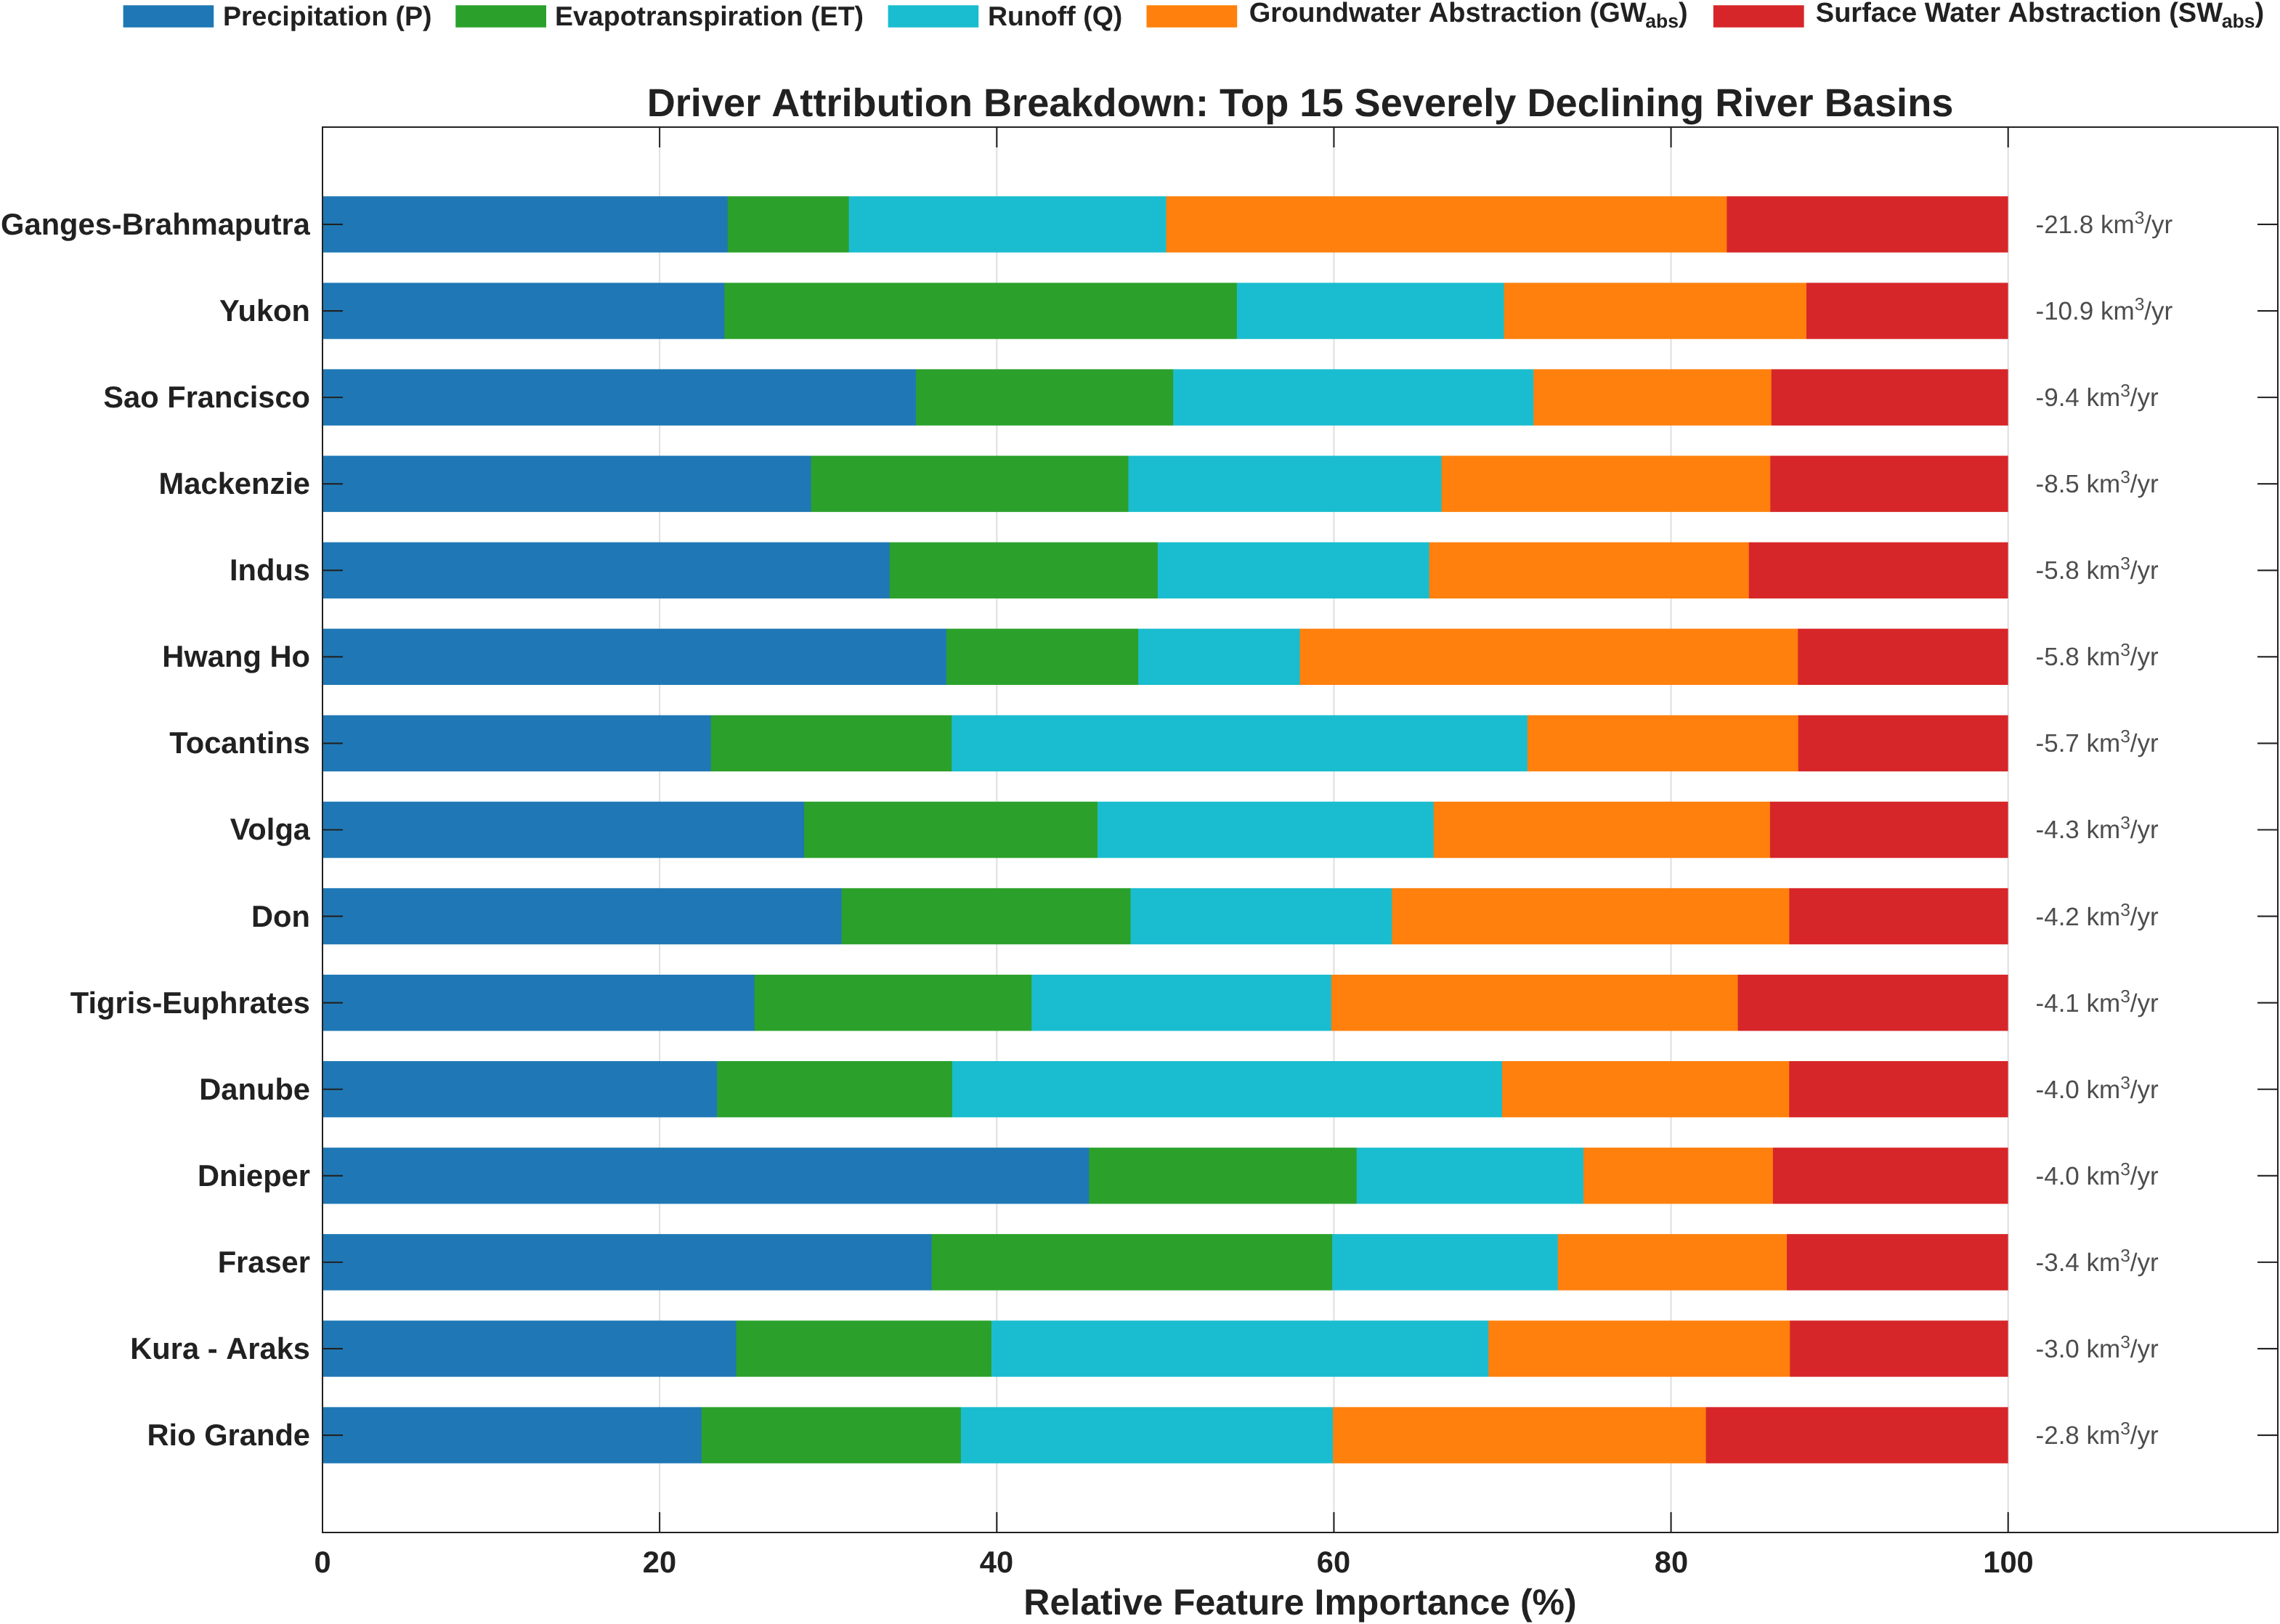 Precipitation (P) Evapotranspiration (ET) Runoff (Q) Groundwater Abstraction (GWabs) Surface Water Abstraction (SWabs)
Driver Attribution Breakdown: Top 15 Severely Declining River Basins
Ganges-Brahmaputra -21.8 km³/yr
Yukon -10.9 km³/yr
Sao Francisco -9.4 km³/yr
Mackenzie -8.5 km³/yr
Indus -5.8 km³/yr
Hwang Ho -5.8 km³/yr
Tocantins -5.7 km³/yr
Volga -4.3 km³/yr
Don -4.2 km³/yr
Tigris-Euphrates -4.1 km³/yr
Danube -4.0 km³/yr
Dnieper -4.0 km³/yr
Fraser -3.4 km³/yr
Kura - Araks -3.0 km³/yr
Rio Grande -2.8 km³/yr
0 20 40 60 80 100
Relative Feature Importance (%)